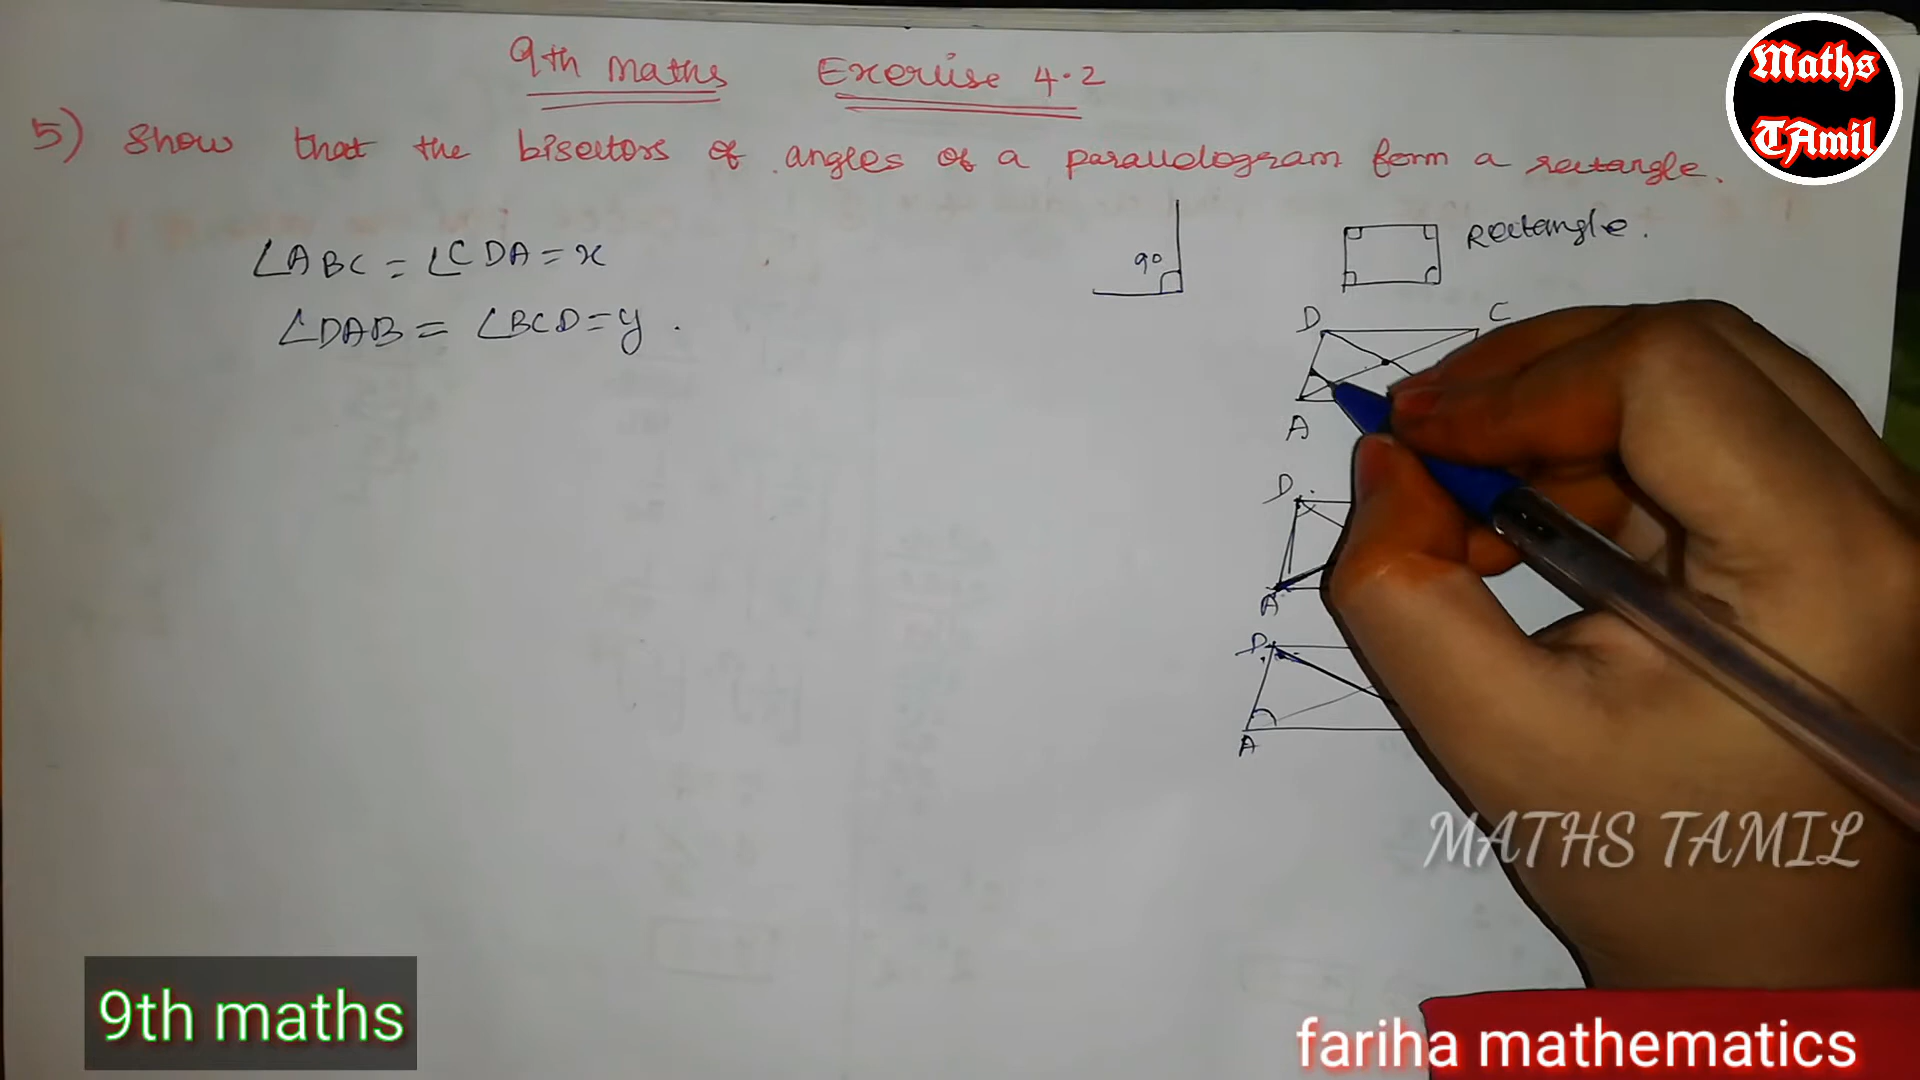 9th maths Exercise 4.2
5) Show that the bisectors of angles of a parallelogram form a rectangle.
∠ABC = ∠CDA = x
∠DAB = ∠BCD = y.
90
Rectangle.
D C
A
D
A
D
A
Maths
TAmil
MATHS TAMIL
9th maths
fariha mathematics